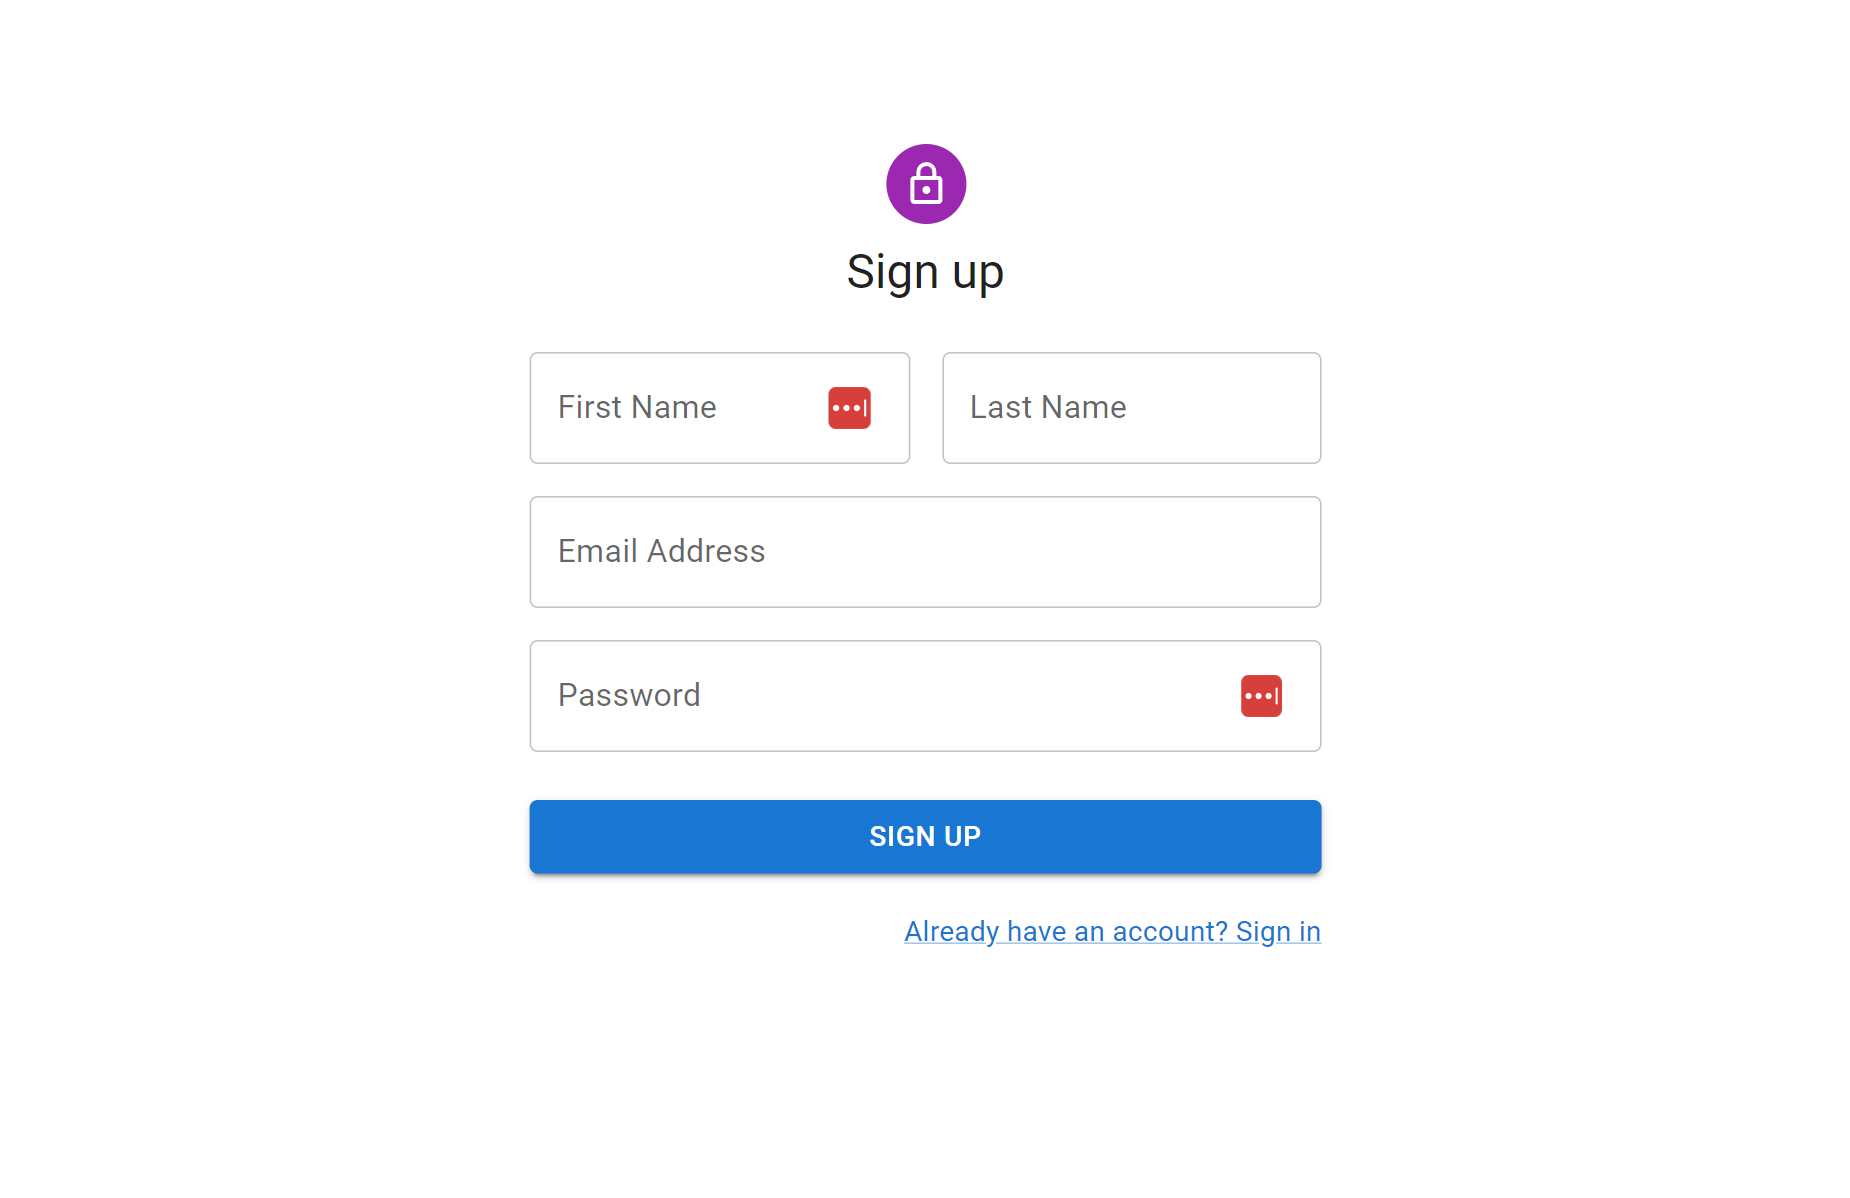 Sign up
First Name
Last Name
Email Address
Password
SIGN UP
Already have an account? Sign in